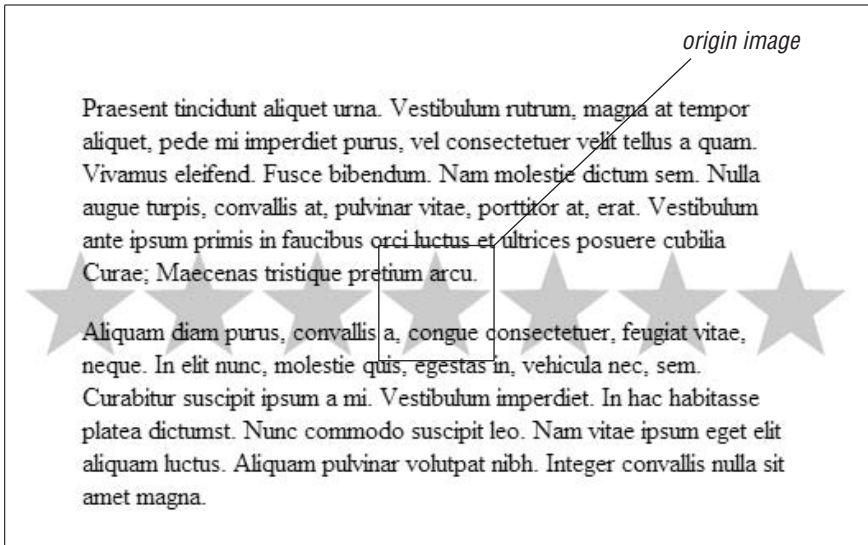 origin image
Praesent tincidunt aliquet urna. Vestibulum rutrum, magna at tempor
aliquet, pede mi imperdiet purus, vel consectetuer velit tellus a quam.
Vivamus eleifend. Fusce bibendum. Nam molestie dictum sem. Nulla
augue turpis, convallis at, pulvinar vitae, porttitor at, erat. Vestibulum
ante ipsum primis in faucibus orci luctus et ultrices posuere cubilia
Curae; Maecenas tristique pretium arcu.
Aliquam diam purus, convallis a, congue consectetuer, feugiat vitae,
neque. In elit nunc, molestie quis, egestas in, vehicula nec, sem.
Curabitur suscipit ipsum a mi. Vestibulum imperdiet. In hac habitasse
platea dictumst. Nunc commodo suscipit leo. Nam vitae ipsum eget elit
aliquam luctus. Aliquam pulvinar volutpat nibh. Integer convallis nulla sit
amet magna.